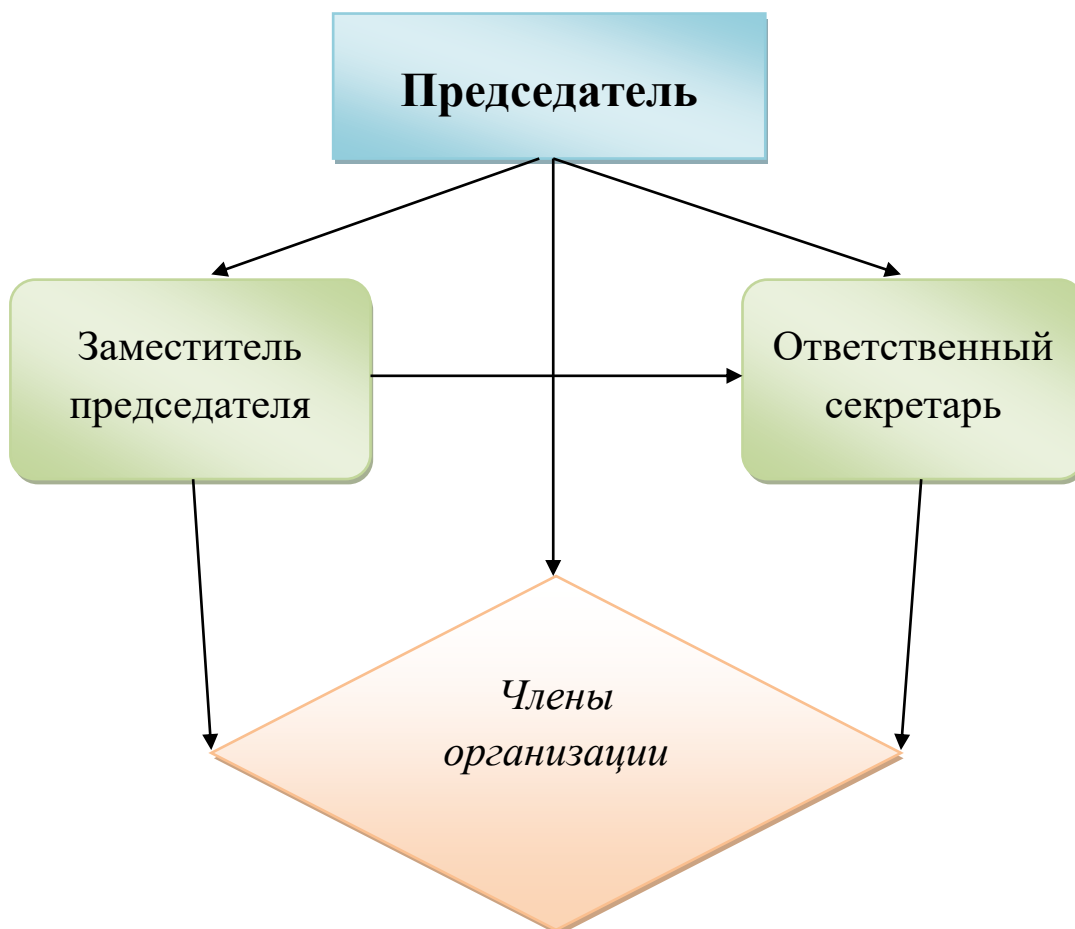 Председатель
Заместитель
председателя
Ответственный
секретарь
Члены
организации